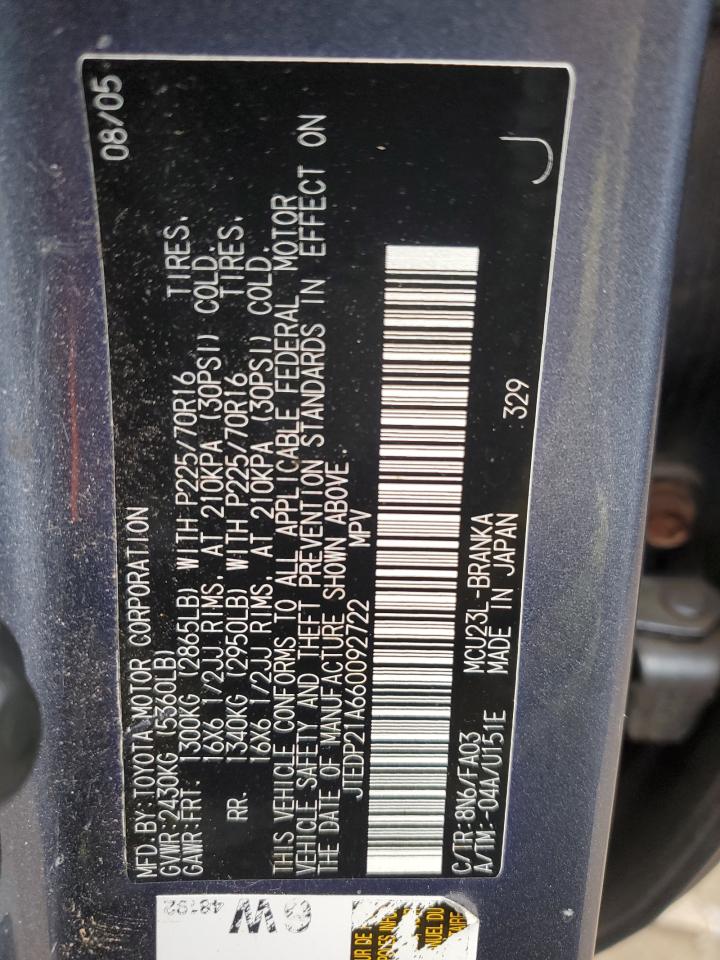 MFD.BY:TOYOTA MOTOR CORPORATION 08/05
GVWR:2430KG (5360LB)
GAWR:FRT. 1300KG (2865LB) WITH P225/70R16 TIRES.
16X6 1/2JJ RIMS, AT 210KPA (30PSI) COLD.
RR. 1340KG (2950LB) WITH P225/70R16 TIRES.
16X6 1/2JJ RIMS, AT 210KPA (30PSI) COLD.
THIS VEHICLE CONFORMS TO ALL APPLICABLE FEDERAL MOTOR
VEHICLE SAFETY AND THEFT PREVENTION STANDARDS IN EFFECT ON
THE DATE OF MANUFACTURE SHOWN ABOVE.
JTEDP21A660092722 MPV
C/TR:8N6/FA03 MCU23L-BRANKA 329
A/TM:-04A/U151E MADE IN JAPAN
J
48192
6W
NUEL DU